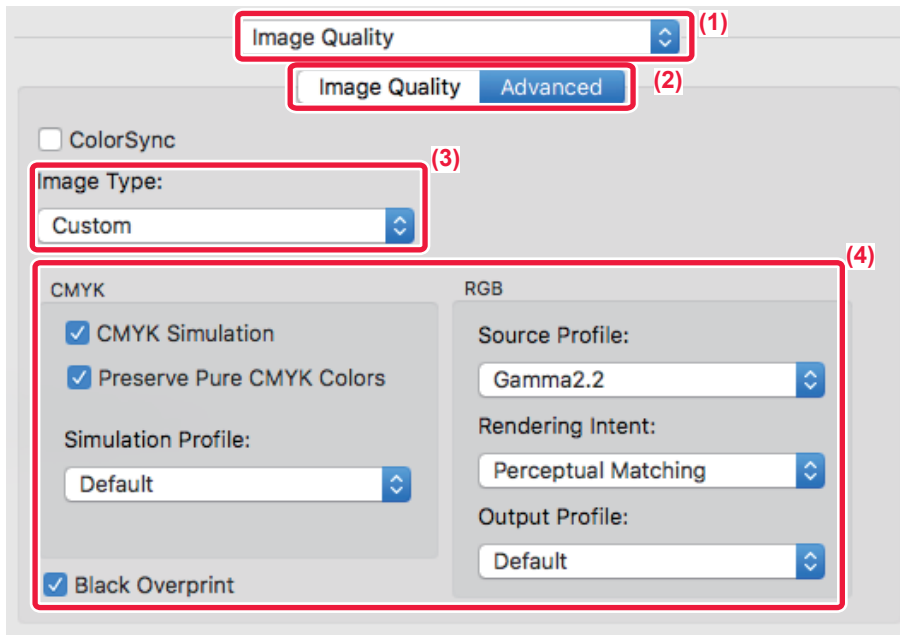 Image Quality
(1)
Image Quality Advanced
(2)
ColorSync
(3)
Image Type:
Custom
(4)
CMYK
CMYK Simulation
Preserve Pure CMYK Colors
Simulation Profile:
Default
Black Overprint
RGB
Source Profile:
Gamma2.2
Rendering Intent:
Perceptual Matching
Output Profile:
Default